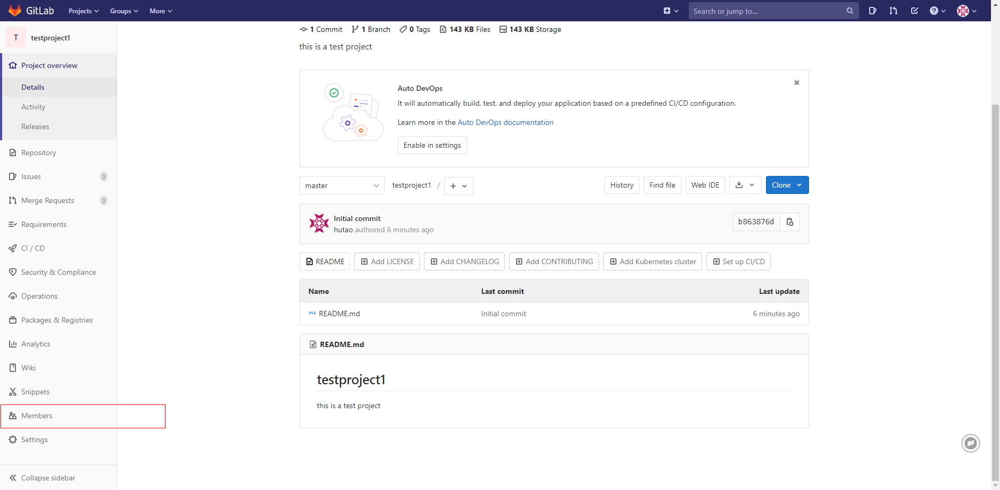 GitLab Projects Groups More Search or jump to...
T testproject1
Project overview
Details
Activity
Releases
Repository
Issues 0
Merge Requests 0
Requirements
CI / CD
Security & Compliance
Operations
Packages & Registries
Analytics
Wiki
Snippets
Members
Settings
Collapse sidebar
1 Commit 1 Branch 0 Tags 143 KB Files 143 KB Storage
this is a test project
Auto DevOps
It will automatically build, test, and deploy your application based on a predefined CI/CD configuration.
Learn more in the Auto DevOps documentation
Enable in settings
master testproject1 / + History Find file Web IDE Clone
Initial commit
hutao authored 6 minutes ago
b863876d
README Add LICENSE Add CHANGELOG Add CONTRIBUTING Add Kubernetes cluster Set up CI/CD
Name Last commit Last update
README.md Initial commit 6 minutes ago
README.md
testproject1
this is a test project